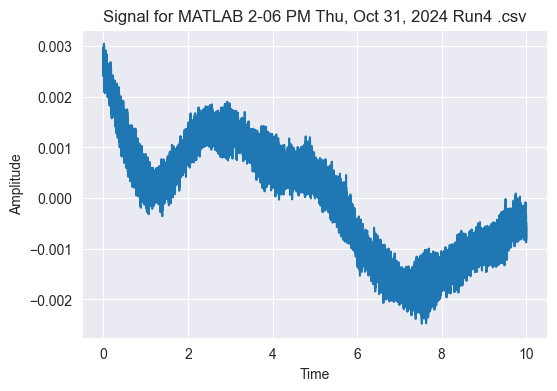 Signal for MATLAB 2-06 PM Thu, Oct 31, 2024 Run4 .csv
0.003
0.002
0.001
0.000
−0.001
−0.002
Amplitude
0 2 4 6 8 10
Time